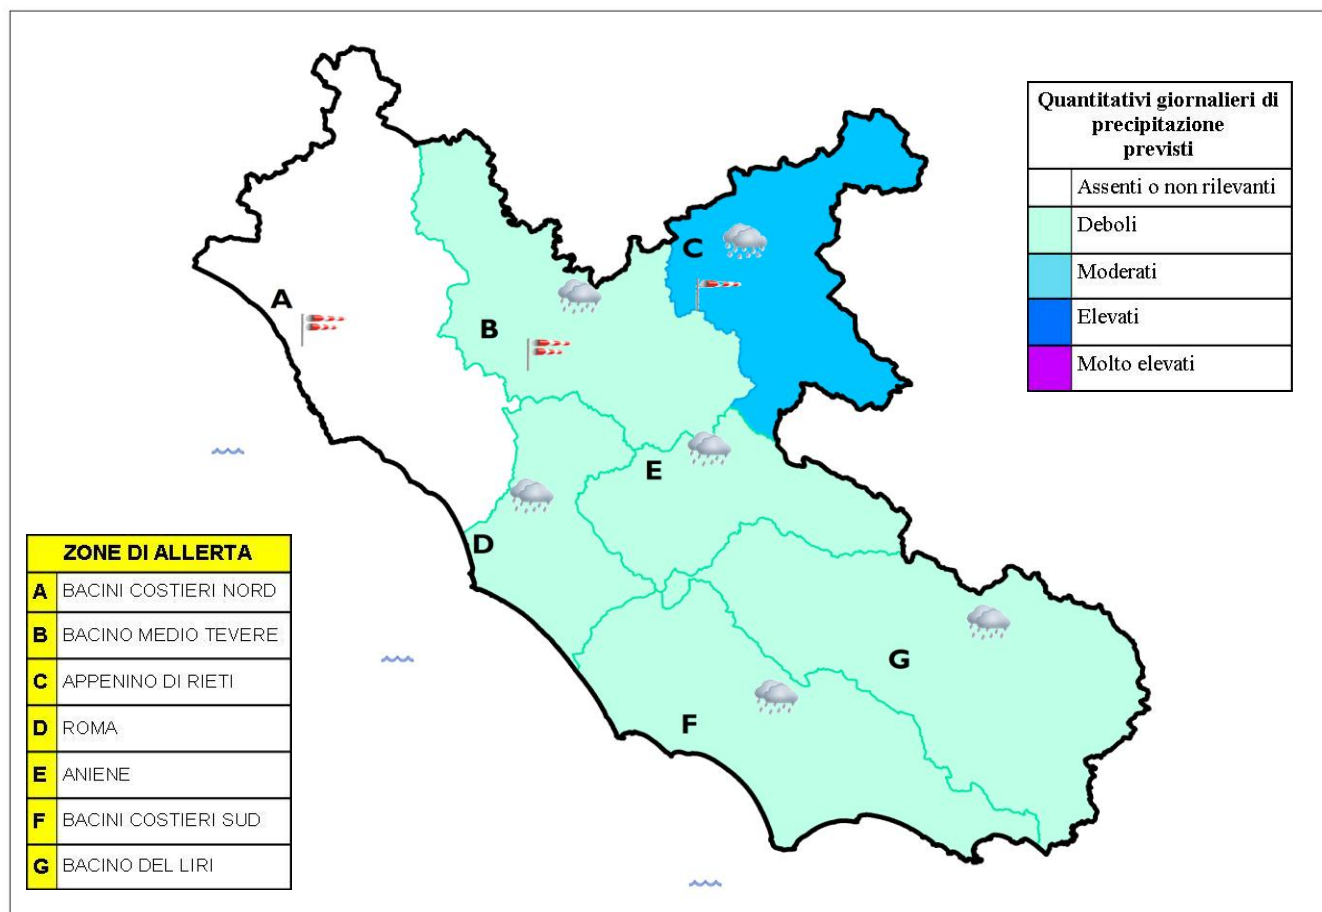 Quantitativi giornalieri di
precipitazione
previsti
Assenti o non rilevanti
Deboli
Moderati
Elevati
Molto elevati
C
A
B
E
D
G
F
ZONE DI ALLERTA
A BACINI COSTIERI NORD
B BACINO MEDIO TEVERE
C APPENINO DI RIETI
D ROMA
E ANIENE
F BACINI COSTIERI SUD
G BACINO DEL LIRI